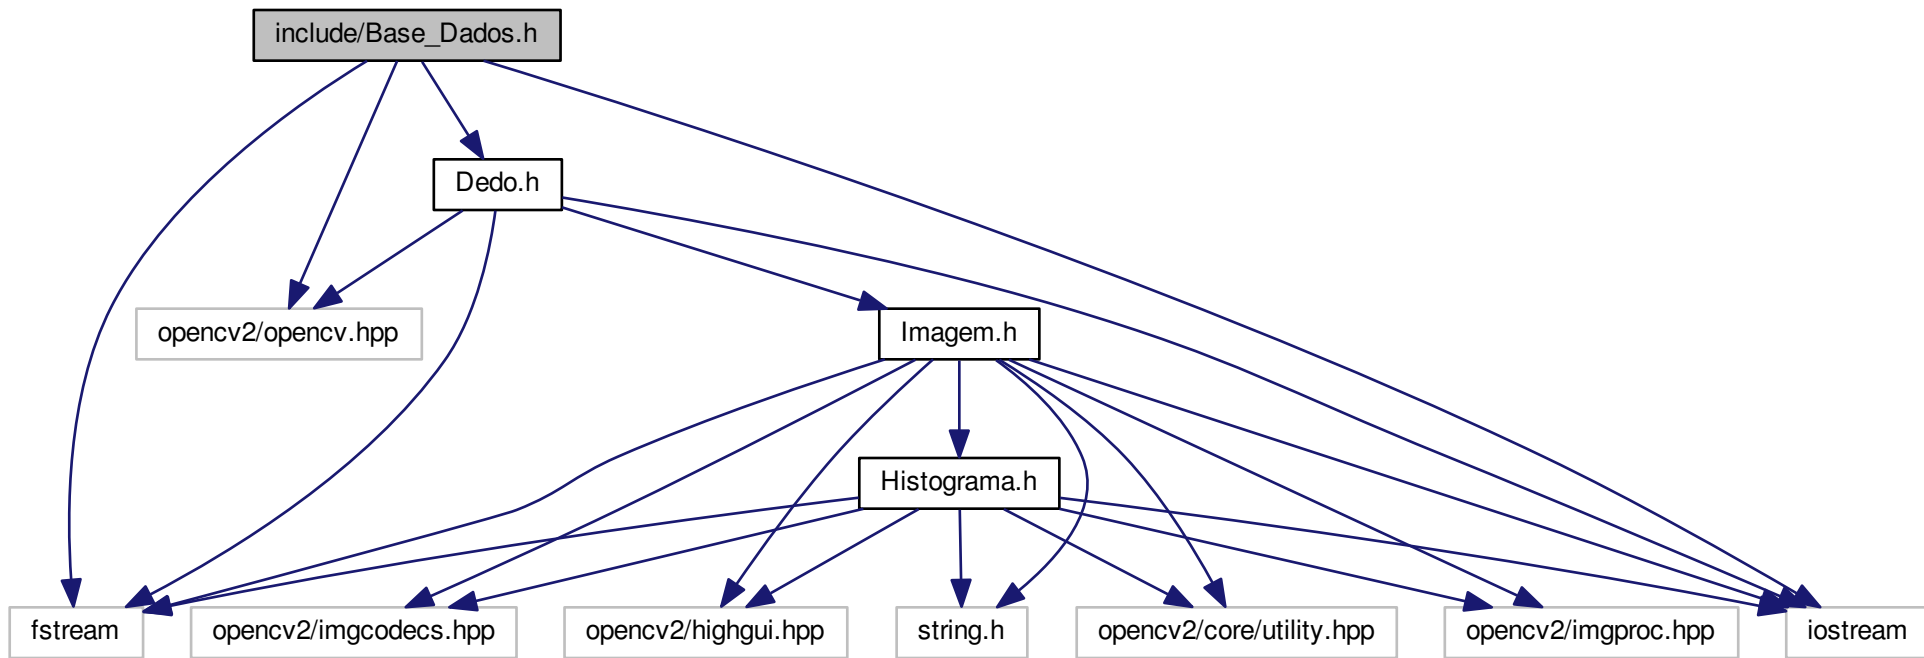 include/Base_Dados.h
Dedo.h
opencv2/opencv.hpp
Imagem.h
Histograma.h
fstream
opencv2/imgcodecs.hpp
opencv2/highgui.hpp
string.h
opencv2/core/utility.hpp
opencv2/imgproc.hpp
iostream